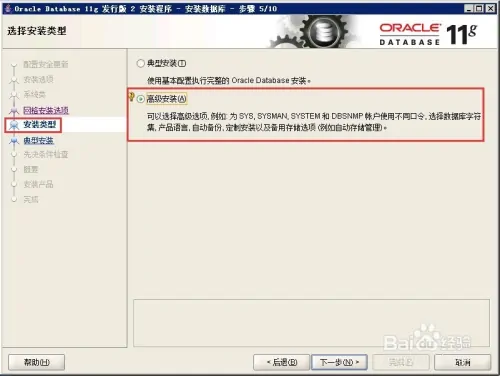 Oracle Database 11g 发行版 2 安装程序 - 安装数据库 - 步骤 5/10
选择安装类型
ORACLE
DATABASE 11g
配置安全更新
安装选项
系统类
网格安装选项
安装类型
典型安装
先决条件检查
概要
安装产品
完成
典型安装(T)
使用基本配置执行完整的 Oracle Database 安装。
高级安装(A)
可以选择高级选项, 例如: 为 SYS, SYSMAN, SYSTEM 和 DBSNMP 帐户使用不同口令, 选择数据库字符
集, 产品语言, 自动备份, 定制安装以及备用存储选项 (例如自动存储管理)。
帮助(H)
< 后退(B)
下一步(N) >
完成(F)
取消
Baidu经验